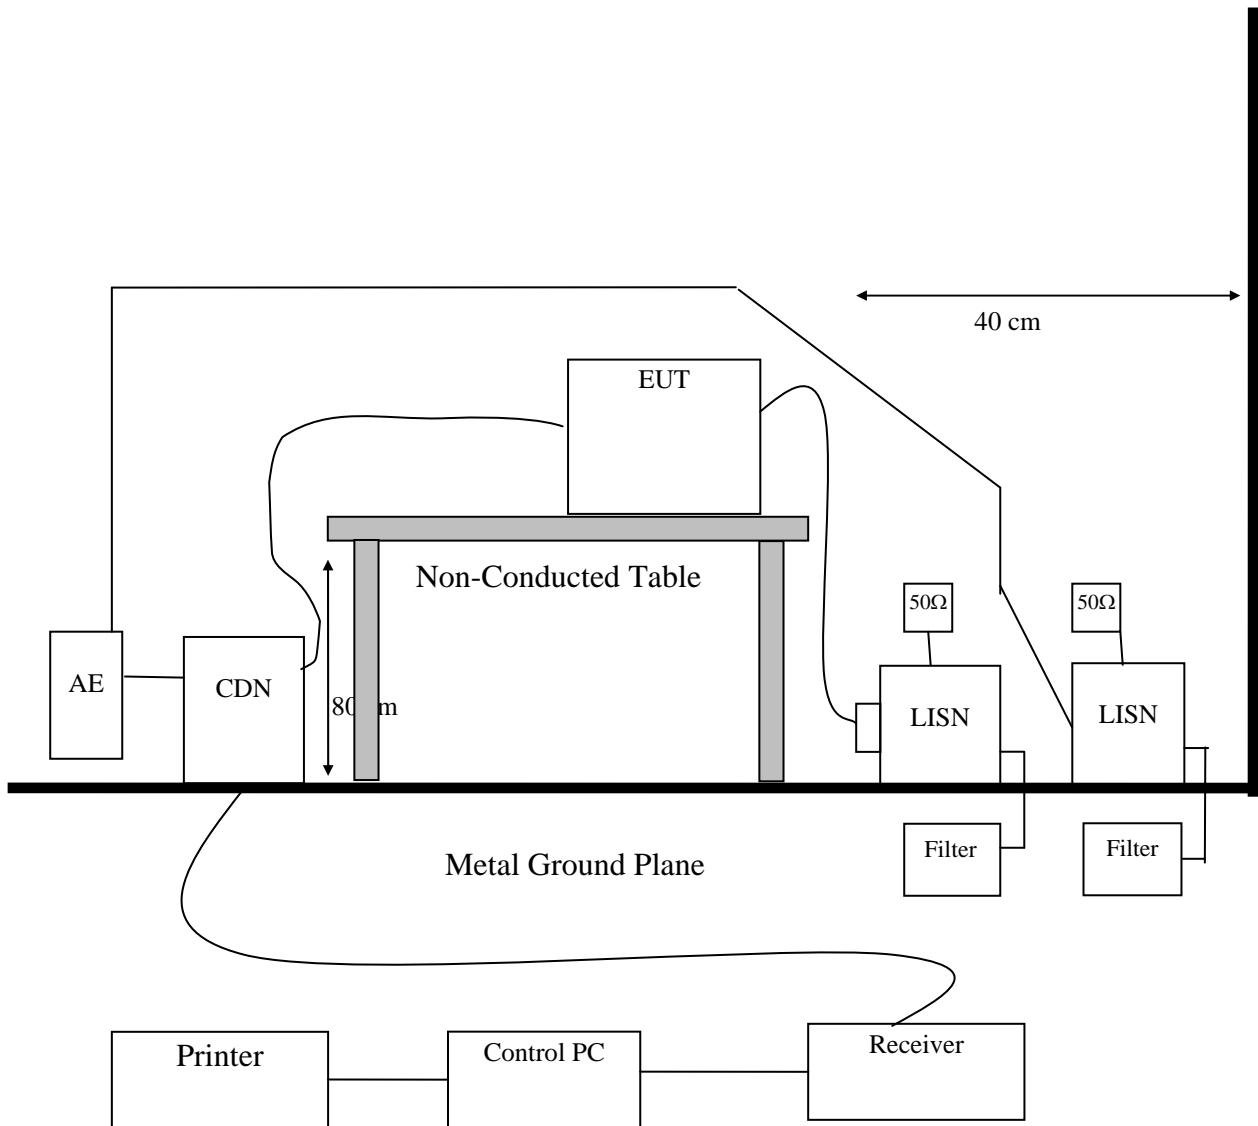 40 cm
EUT
Non-Conducted Table
50Ω
50Ω
AE
CDN
80
m
LISN
LISN
Filter
Filter
Metal Ground Plane
Printer
Control PC
Receiver